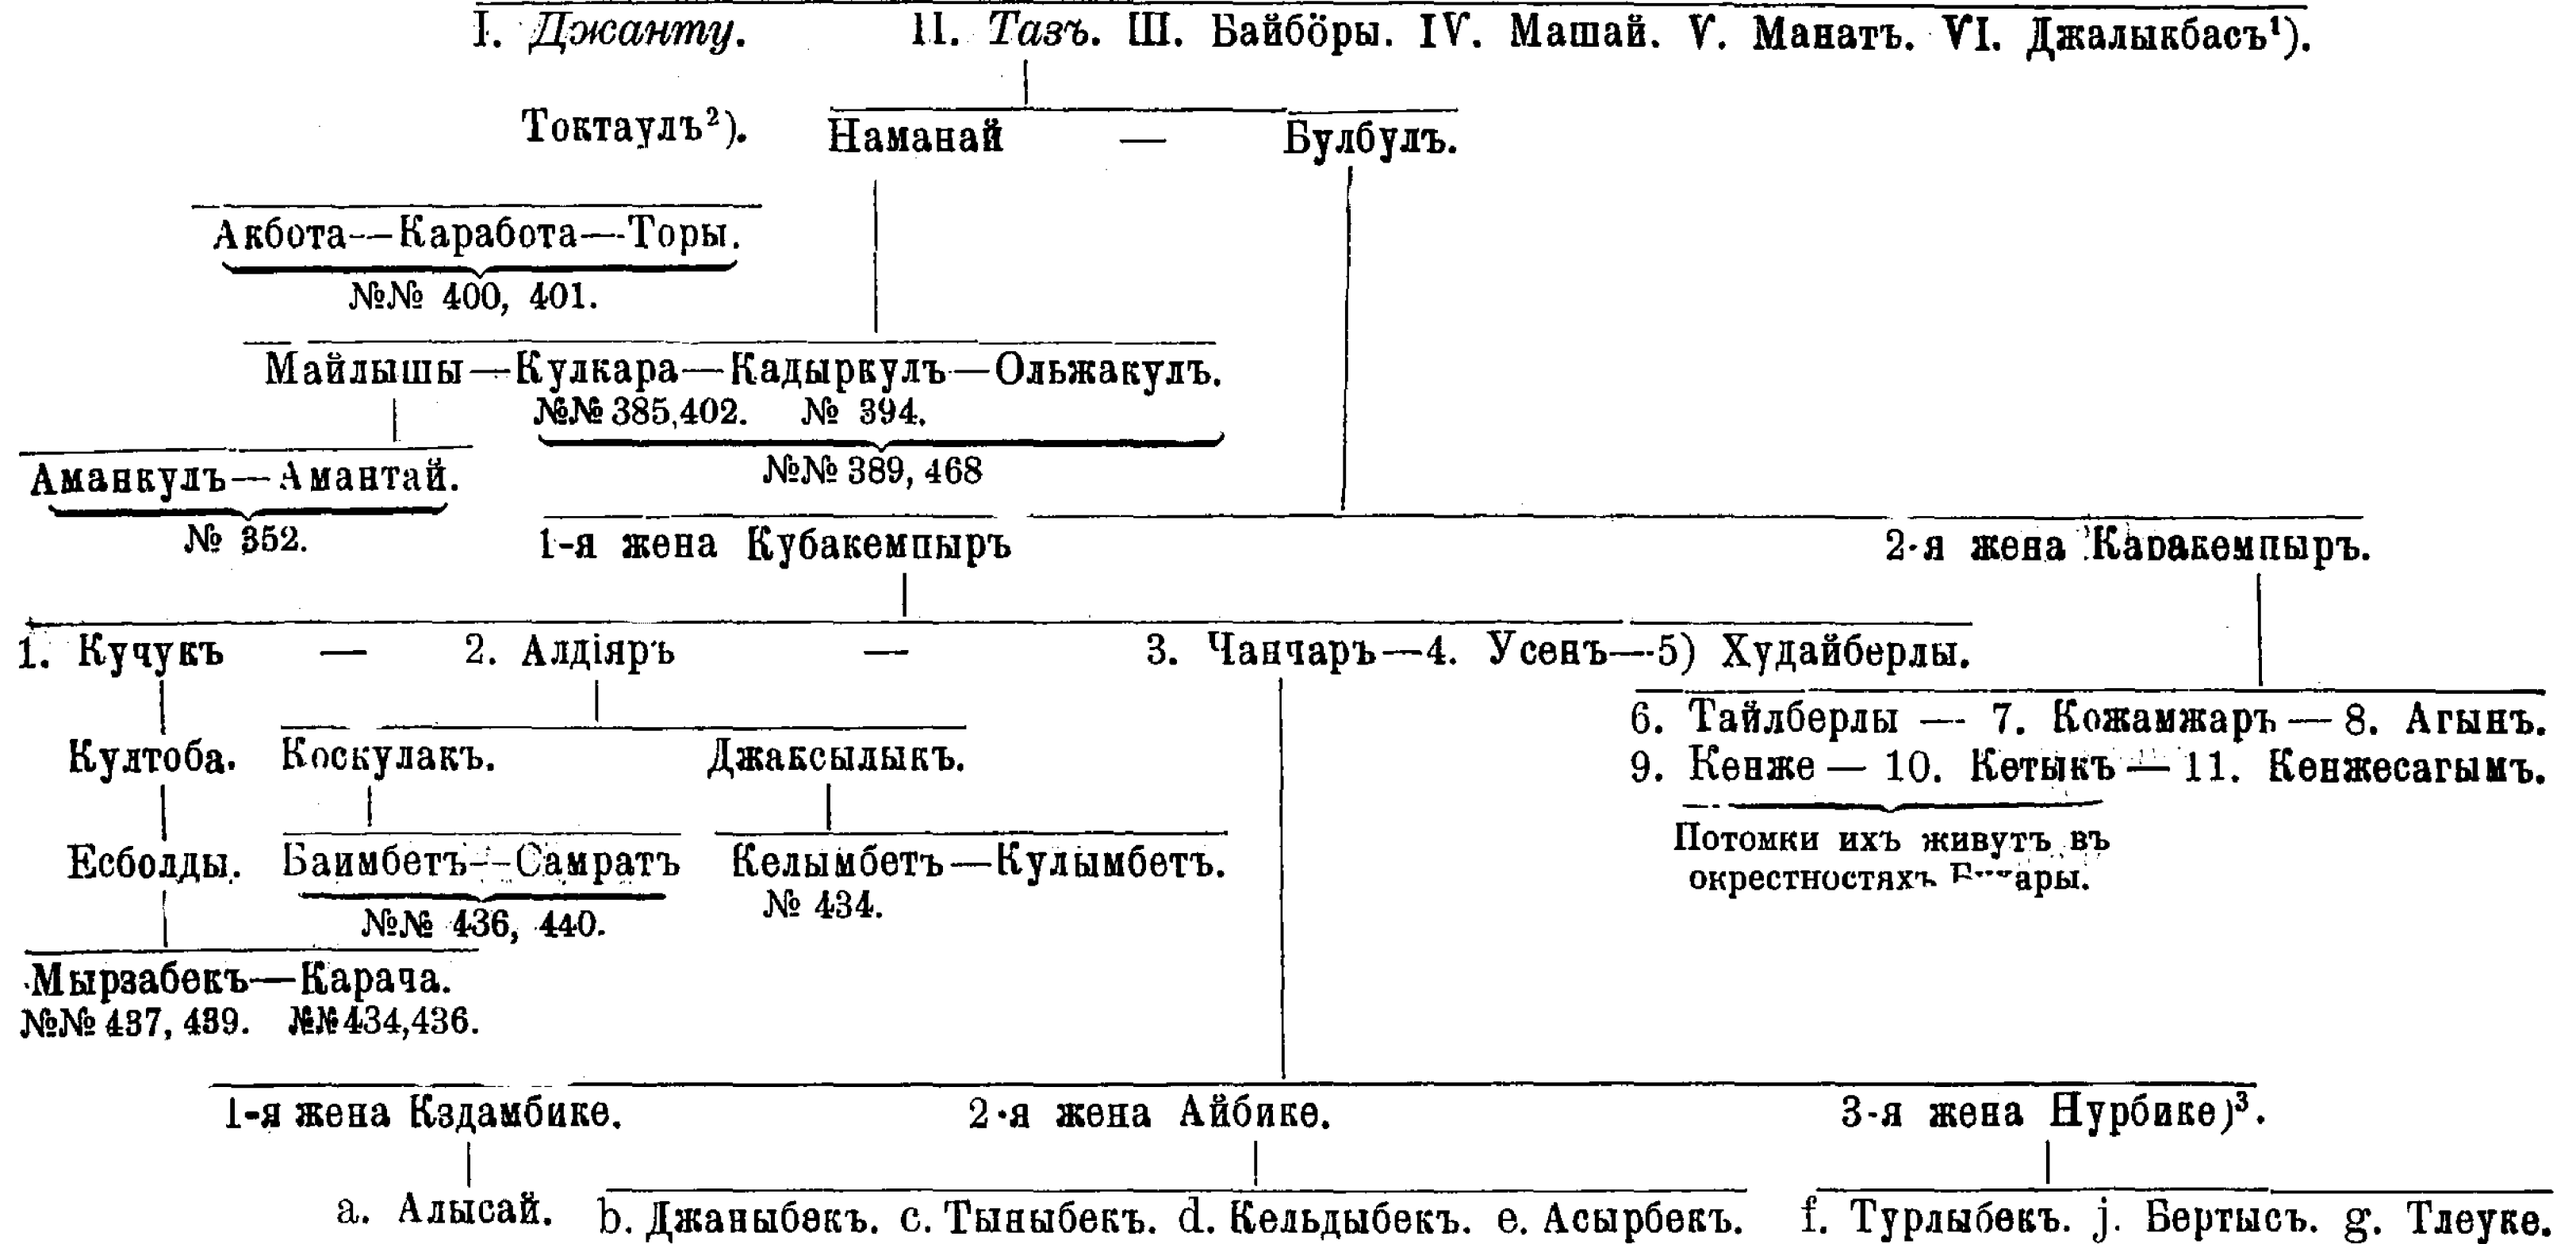 I. Джанту. II. Тазъ. III. Байбöры. IV. Машай. V. Манатъ. VI. Джалыкбасъ¹).
Токтаулъ²). Наманай — Булбулъ.
Акбота—Каработа—Торы.
№№ 400, 401.
Майлышы—Кулкара—Кадыркулъ—Ольжакулъ.
№№ 385,402. № 394.
№№ 389, 468
Аманкулъ—Амантай.
№ 352.
1-я жена Кубакемпыръ 2-я жена Каракемпыръ.
1. Кучукъ — 2. Алдіяръ — 3. Чанчаръ—4. Усенъ—5) Худайберлы.
6. Тайлберлы — 7. Кожамжаръ — 8. Агынъ.
9. Кенже — 10. Кетыкъ — 11. Кенжесагымъ.
Потомки ихъ живутъ въ
окрестностяхъ
Култоба. Коскулакъ. Джаксылыкъ.
Есболды. Баимбетъ—Самратъ Келымбетъ—Кулымбетъ.
№№ 436, 440. № 434.
Мырзабекъ—Карача.
№№ 437, 439. №№ 434,436.
1-я жена Кздамбике. 2-я жена Айбике. 3-я жена Нурбике)³.
a. Алысай. b. Джаныбекъ. c. Тыныбекъ. d. Кельдыбекъ. e. Асырбекъ. f. Турлыбекъ. j. Бертысъ. g. Тлеуке.